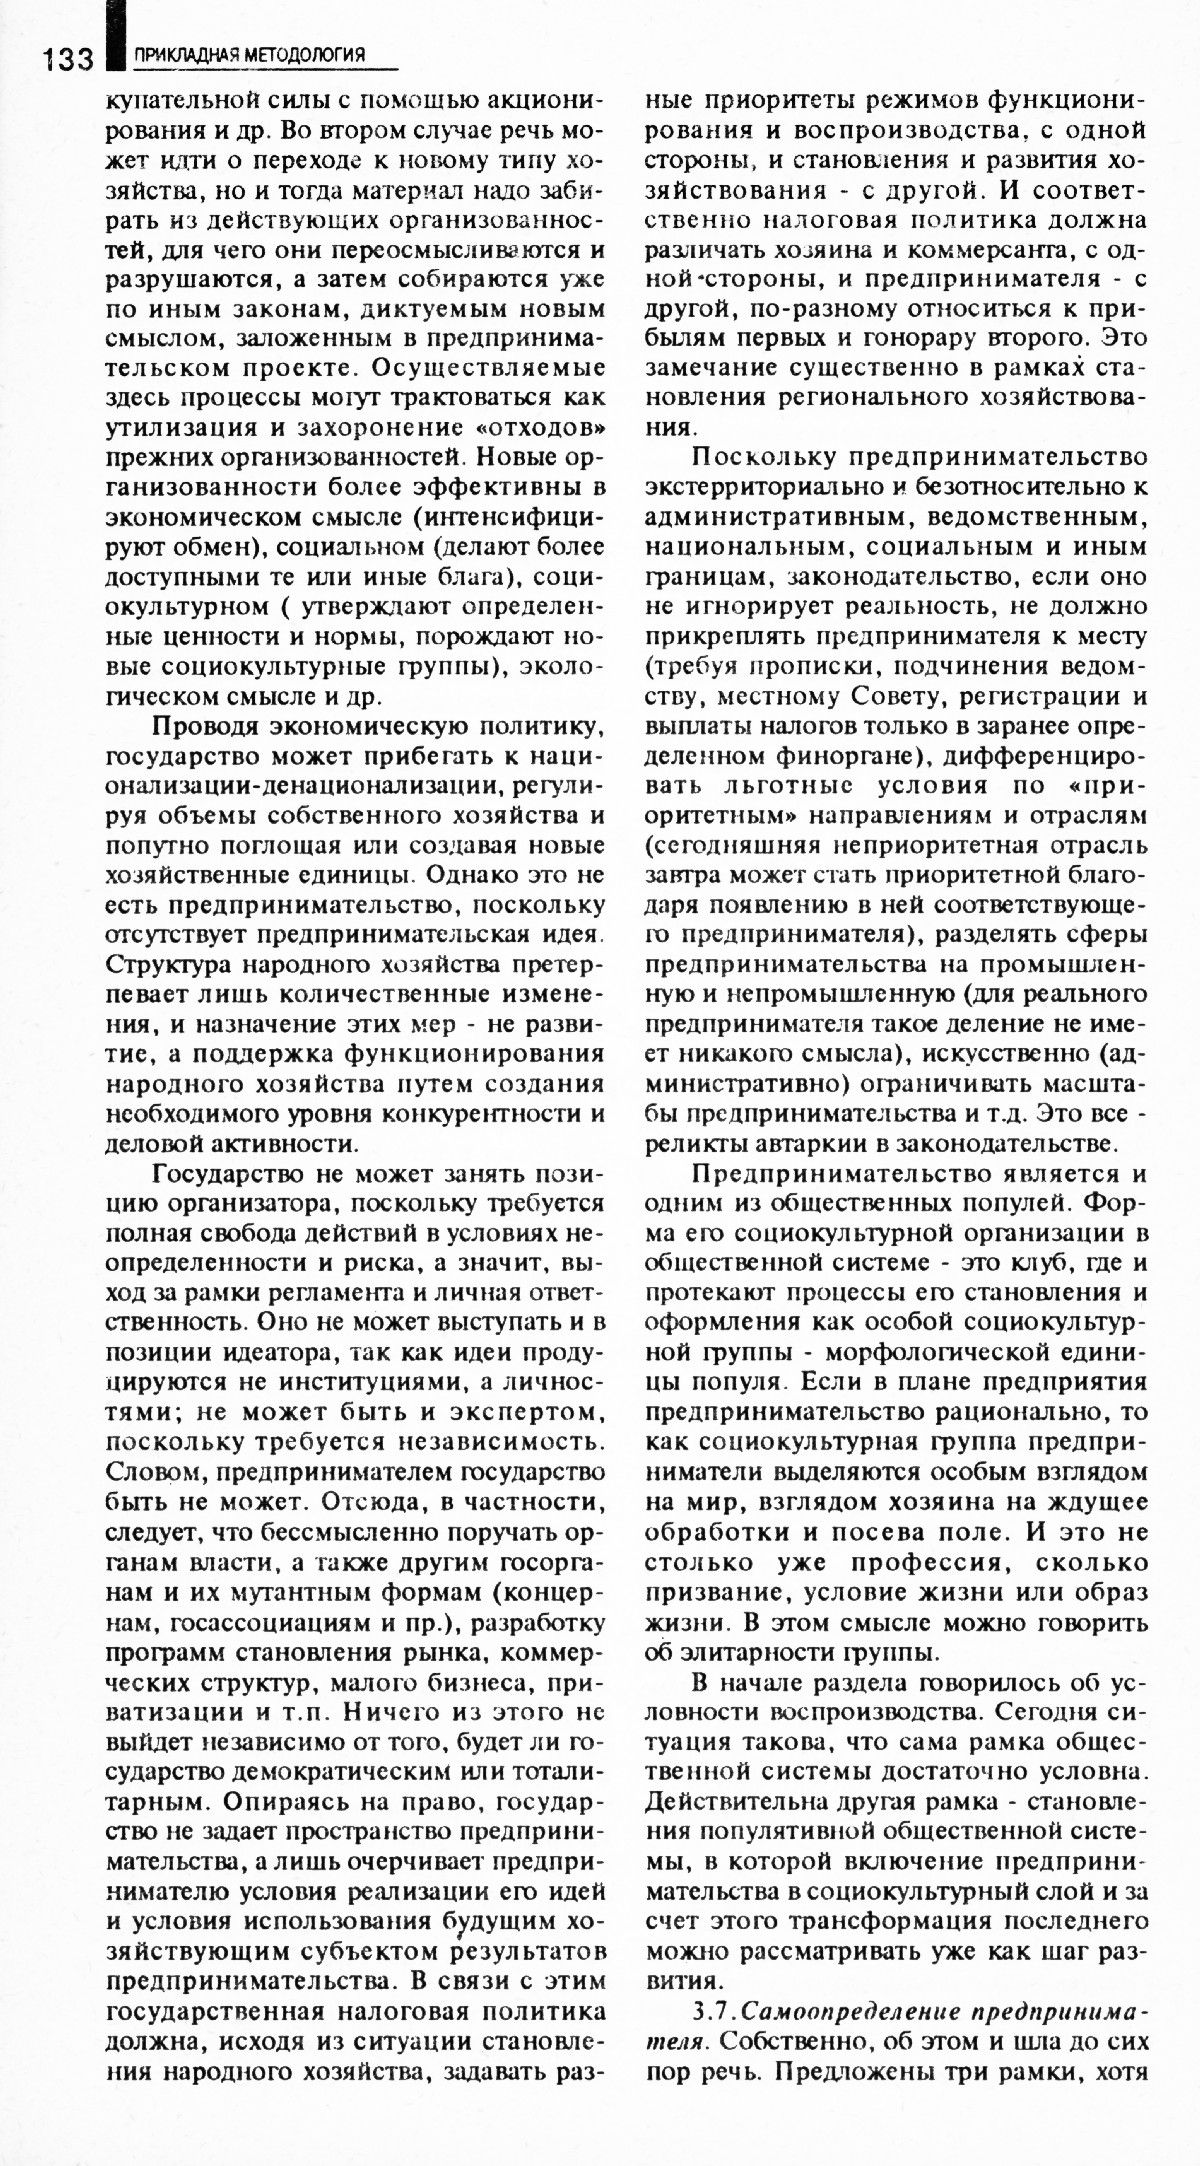 133
ПРИКЛАДНАЯ МЕТОДОЛОГИЯ
купательной силы с помощью акциони-
рования и др. Во втором случае речь мо-
жет идти о переходе к новому типу хо-
зяйства, но и тогда материал надо заби-
рать из действующих организованнос-
тей, для чего они переосмысливаются и
разрушаются, а затем собираются уже
по иным законам, диктуемым новым
смыслом, заложенным в предпринима-
тельском проекте. Осуществляемые
здесь процессы могут трактоваться как
утилизация и захоронение «отходов»
прежних организованностей. Новые ор-
ганизованности более эффективны в
экономическом смысле (интенсифици-
руют обмен), социальном (делают более
доступными те или иные блага), соци-
окультурном ( утверждают определен-
ные ценности и нормы, порождают но-
вые социокультурные группы), эколо-
гическом смысле и др.
Проводя экономическую политику,
государство может прибегать к наци-
онализации-денационализации, регули-
руя объемы собственного хозяйства и
попутно поглощая или создавая новые
хозяйственные единицы. Однако это не
есть предпринимательство, поскольку
отсутствует предпринимательская идея.
Структура народного хозяйства претер-
певает лишь количественные измене-
ния, и назначение этих мер - не разви-
тие, а поддержка функционирования
народного хозяйства путем создания
необходимого уровня конкурентности и
деловой активности.
Государство не может занять пози-
цию организатора, поскольку требуется
полная свобода действий в условиях не-
определенности и риска, а значит, вы-
ход за рамки регламента и личная ответ-
ственность. Оно не может выступать и в
позиции идеатора, так как идеи проду-
цируются не институциями, а личнос-
тями; не может быть и экспертом,
поскольку требуется независимость.
Словом, предпринимателем государство
быть не может. Отсюда, в частности,
следует, что бессмысленно поручать ор-
ганам власти, а также другим госорга-
нам и их мутантным формам (концер-
нам, госассоциациям и пр.), разработку
программ становления рынка, коммер-
ческих структур, малого бизнеса, при-
ватизации и т.п. Ничего из этого не
выйдет независимо от того, будет ли го-
сударство демократическим или тотали-
тарным. Опираясь на право, государ-
ство не задает пространство предприни-
мательства, а лишь очерчивает предпри-
нимателю условия реализации его идей
и условия использования будущим хо-
зяйствующим субъектом результатов
предпринимательства. В связи с этим
государственная налоговая политика
должна, исходя из ситуации становле-
ния народного хозяйства, задавать раз-
ные приоритеты режимов функциони-
рования и воспроизводства, с одной
стороны, и становления и развития хо-
зяйствования - с другой. И соответ-
ственно налоговая политика должна
различать хозяина и коммерсанта, с од-
ной стороны, и предпринимателя - с
другой, по-разному относиться к при-
былям первых и гонорару второго. Это
замечание существенно в рамках ста-
новления регионального хозяйствова-
ния.
Поскольку предпринимательство
экстерриториально и безотносительно к
административным, ведомственным,
национальным, социальным и иным
границам, законодательство, если оно
не игнорирует реальность, не должно
прикреплять предпринимателя к месту
(требуя прописки, подчинения ведом-
ству, местному Совету, регистрации и
выплаты налогов только в заранее опре-
деленном финоргане), дифференциро-
вать льготные условия по «при-
оритетным» направлениям и отраслям
(сегодняшняя неприоритетная отрасль
завтра может стать приоритетной благо-
даря появлению в ней соответствующе-
го предпринимателя), разделять сферы
предпринимательства на промышлен-
ную и непромышленную (для реального
предпринимателя такое деление не име-
ет никакого смысла), искусственно (ад-
министративно) ограничивать масшта-
бы предпринимательства и т.д. Это все -
реликты автаркии в законодательстве.
Предпринимательство является и
одним из общественных популей. Фор-
ма его социокультурной организации в
общественной системе - это клуб, где и
протекают процессы его становления и
оформления как особой социокультур-
ной группы - морфологической едини-
цы популя. Если в плане предприятия
предпринимательство рационально, то
как социокультурная группа предпри-
ниматели выделяются особым взглядом
на мир, взглядом хозяина на ждущее
обработки и посева поле. И это не
столько уже профессия, сколько
призвание, условие жизни или образ
жизни. В этом смысле можно говорить
об элитарности группы.
В начале раздела говорилось об ус-
ловности воспроизводства. Сегодня си-
туация такова, что сама рамка общес-
твенной системы достаточно условна.
Действительна другая рамка - становле-
ния популятивной общественной систе-
мы, в которой включение предприни-
мательства в социокультурный слой и за
счет этого трансформация последнего
можно рассматривать уже как шаг раз-
вития.
3.7. Самоопределение предпринима-
теля. Собственно, об этом и шла до сих
пор речь. Предложены три рамки, хотя